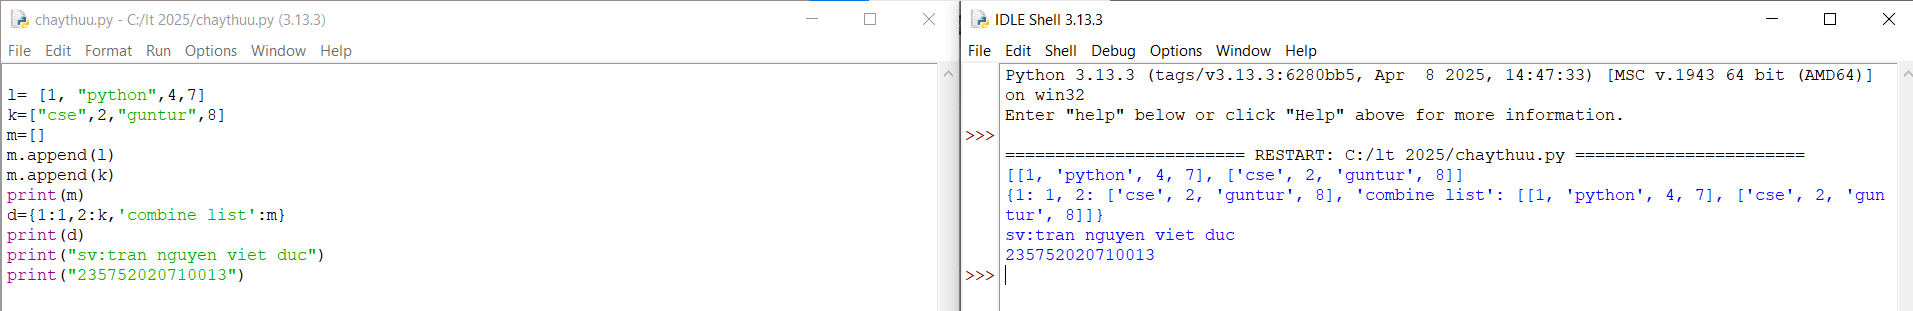 chaythuu.py - C:/lt 2025/chaythuu.py (3.13.3)
File Edit Format Run Options Window Help
l= [1, "python",4,7]
k=["cse",2,"guntur",8]
m=[]
m.append(l)
m.append(k)
print(m)
d={1:1,2:k,'combine list':m}
print(d)
print("sv:tran nguyen viet duc")
print("235752020710013")
IDLE Shell 3.13.3
File Edit Shell Debug Options Window Help
Python 3.13.3 (tags/v3.13.3:6280bb5, Apr  8 2025, 14:47:33) [MSC v.1943 64 bit (AMD64)]
on win32
Enter "help" below or click "Help" above for more information.
>>>
======================== RESTART: C:/lt 2025/chaythuu.py =======================
[[1, 'python', 4, 7], ['cse', 2, 'guntur', 8]]
{1: 1, 2: ['cse', 2, 'guntur', 8], 'combine list': [[1, 'python', 4, 7], ['cse', 2, 'gun
tur', 8]]}
sv:tran nguyen viet duc
235752020710013
>>>